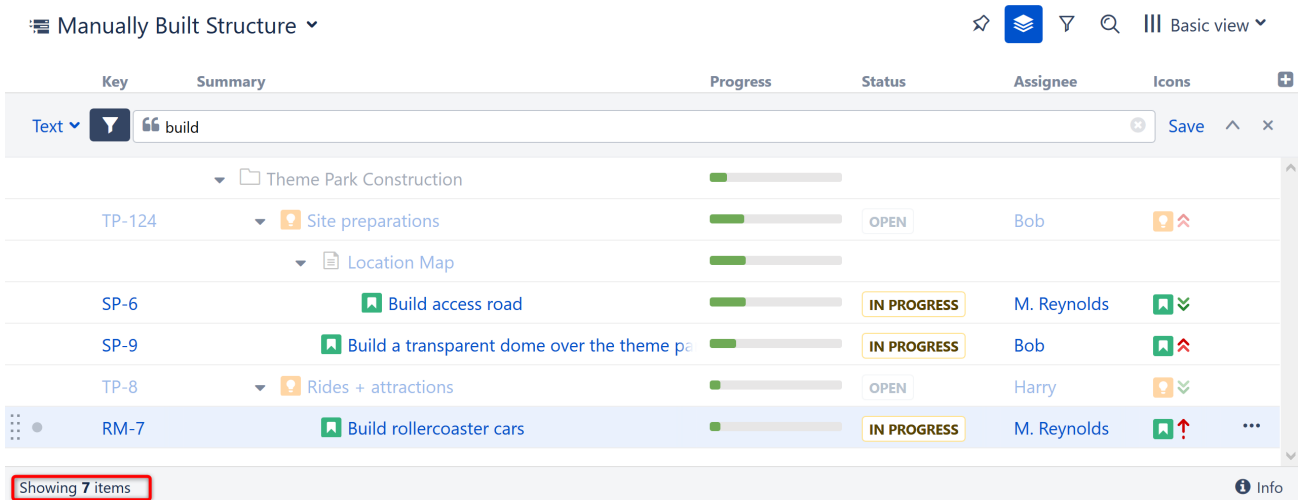 Manually Built Structure
Basic view
Key Summary Progress Status Assignee Icons
Text build Save
Theme Park Construction
TP-124 Site preparations OPEN Bob
Location Map
SP-6 Build access road IN PROGRESS M. Reynolds
SP-9 Build a transparent dome over the theme pa IN PROGRESS Bob
TP-8 Rides + attractions OPEN Harry
RM-7 Build rollercoaster cars IN PROGRESS M. Reynolds
Showing 7 items Info